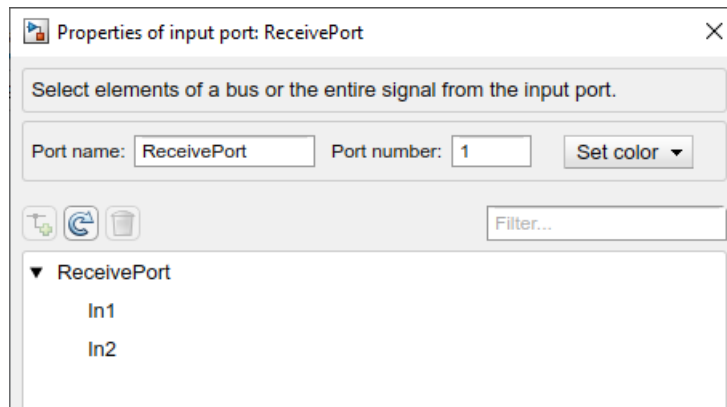 Properties of input port: ReceivePort
Select elements of a bus or the entire signal from the input port.
Port name: ReceivePort Port number: 1 Set color
Filter...
ReceivePort
In1
In2